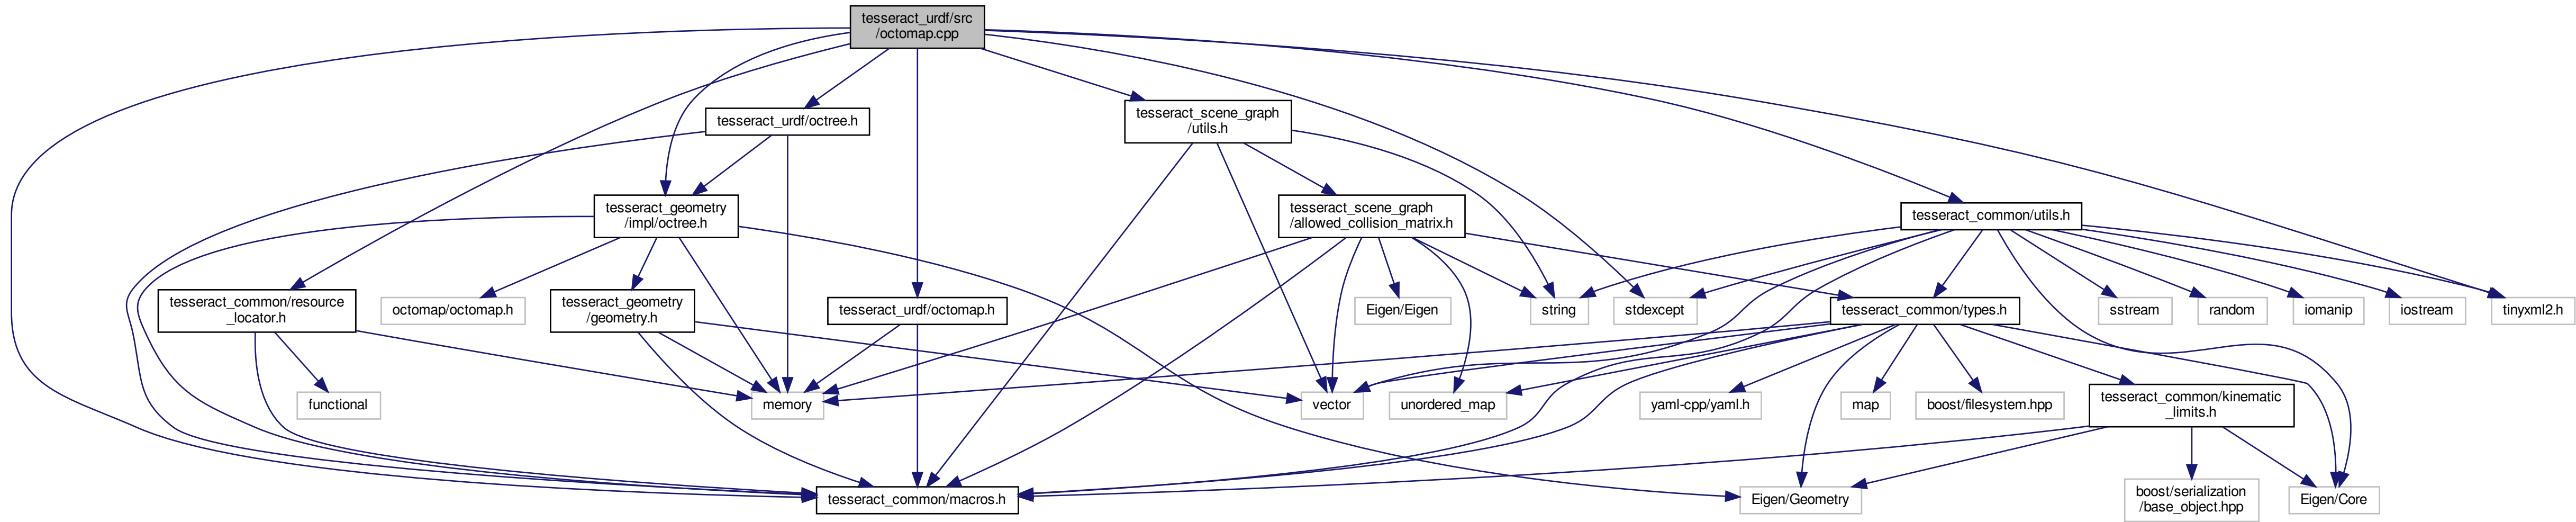 tesseract_urdf/src
/octomap.cpp
tesseract_urdf/octree.h
tesseract_scene_graph
/utils.h
tesseract_geometry
/impl/octree.h
tesseract_scene_graph
/allowed_collision_matrix.h
tesseract_common/utils.h
tesseract_common/resource
_locator.h
octomap/octomap.h
tesseract_geometry
/geometry.h
tesseract_urdf/octomap.h
Eigen/Eigen
string
stdexcept
tesseract_common/types.h
sstream
random
iomanip
iostream
tinyxml2.h
functional
memory
vector
unordered_map
yaml-cpp/yaml.h
map
boost/filesystem.hpp
tesseract_common/kinematic
_limits.h
tesseract_common/macros.h
Eigen/Geometry
boost/serialization
/base_object.hpp
Eigen/Core